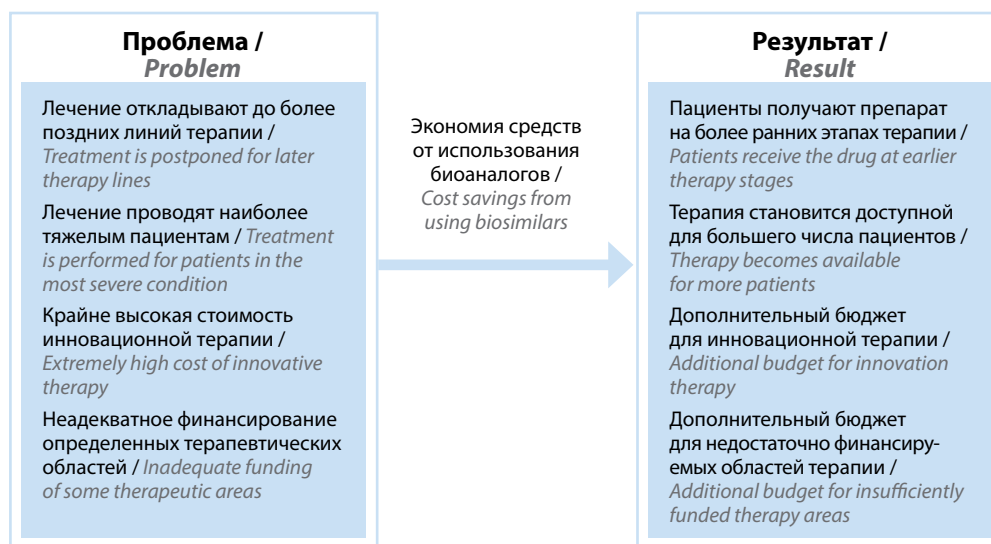 Проблема /
Problem
Лечение откладывают до более
поздних линий терапии /
Treatment is postponed for later
therapy lines
Лечение проводят наиболее
тяжелым пациентам / Treatment
is performed for patients in the
most severe condition
Крайне высокая стоимость
инновационной терапии /
Extremely high cost of innovative
therapy
Неадекватное финансирование
определенных терапевтических
областей / Inadequate funding
of some therapeutic areas
Экономия средств
от использования
биоаналогов /
Cost savings from
using biosimilars
Результат /
Result
Пациенты получают препарат
на более ранних этапах терапии /
Patients receive the drug at earlier
therapy stages
Терапия становится доступной
для большего числа пациентов /
Therapy becomes available
for more patients
Дополнительный бюджет
для инновационной терапии /
Additional budget for innovation
therapy
Дополнительный бюджет
для недостаточно финансиру-
емых областей терапии /
Additional budget for insufficiently
funded therapy areas